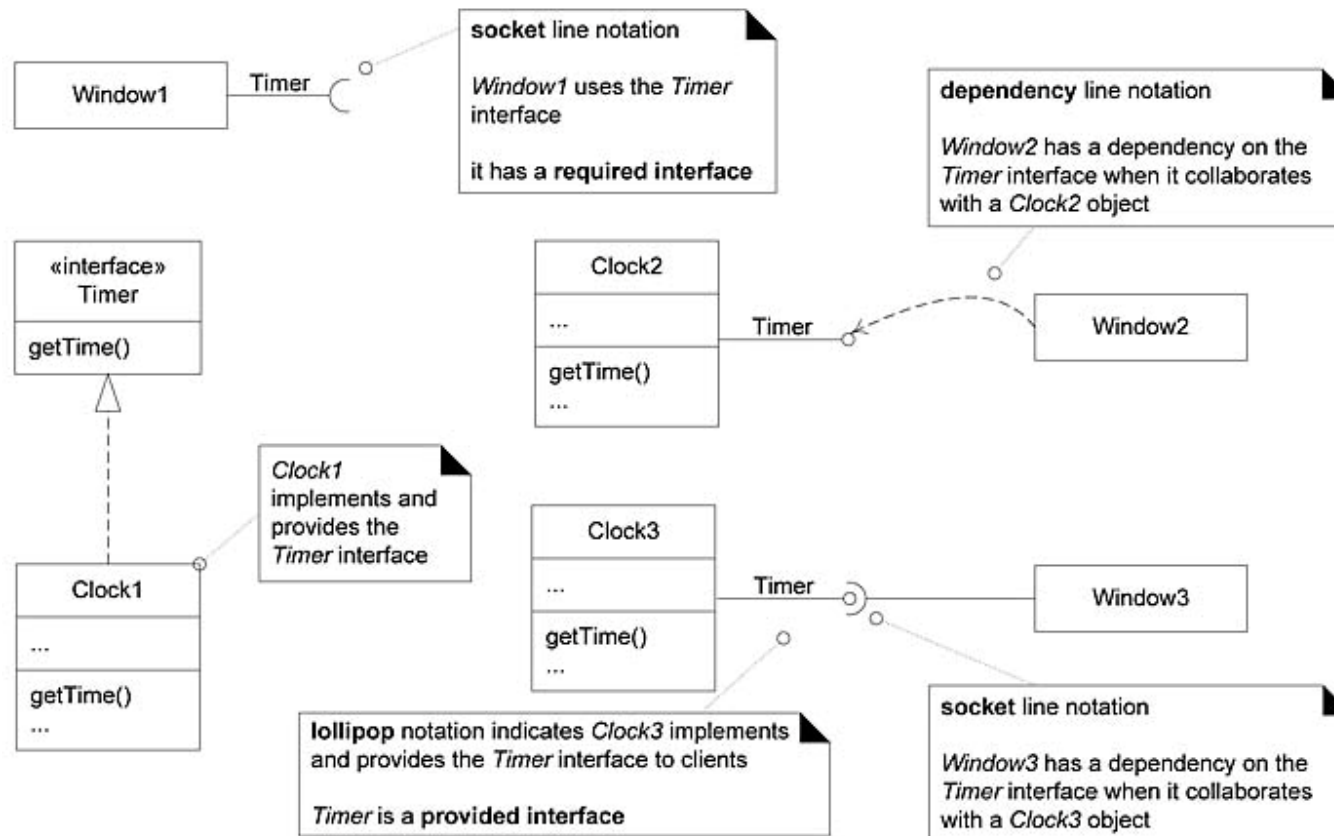 Window1
Timer
socket line notation
Window1 uses the Timer
interface
it has a required interface
dependency line notation
Window2 has a dependency on the
Timer interface when it collaborates
with a Clock2 object
«interface»
Timer
getTime()
Clock2
...
getTime()
...
Timer
Window2
Clock1
implements and
provides the
Timer interface
Clock1
...
getTime()
...
Clock3
...
getTime()
...
Timer
Window3
lollipop notation indicates Clock3 implements
and provides the Timer interface to clients
Timer is a provided interface
socket line notation
Window3 has a dependency on the
Timer interface when it collaborates
with a Clock3 object